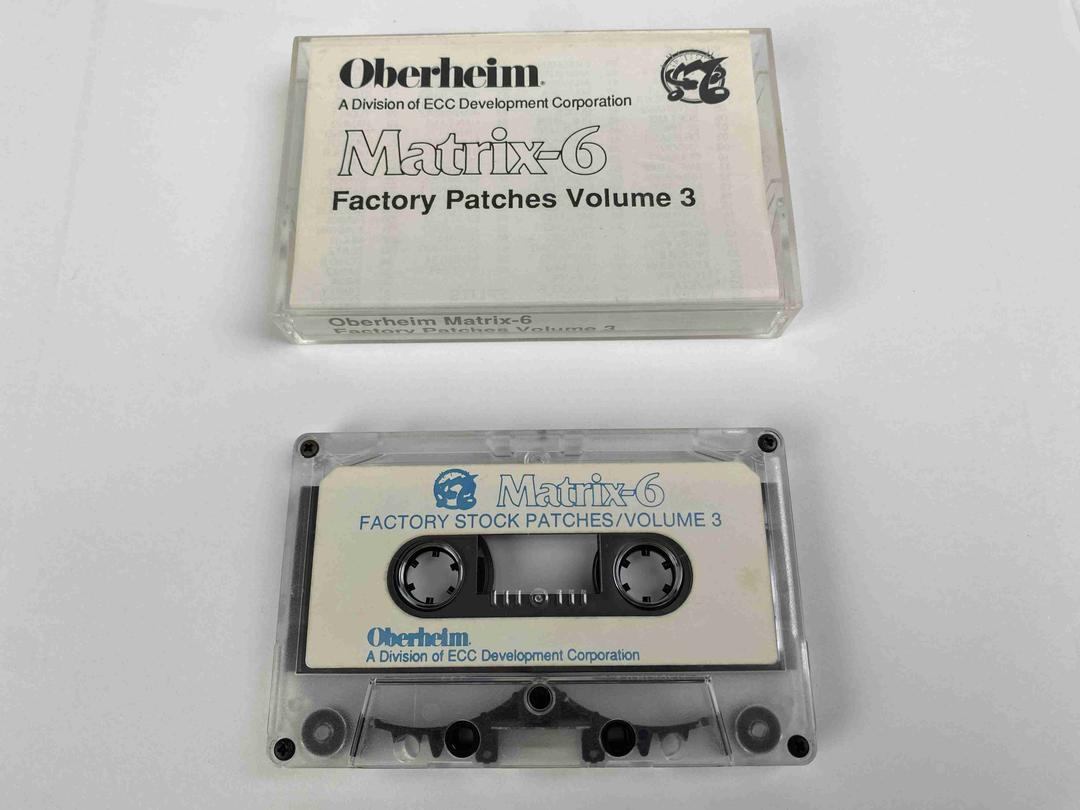 Oberheim.
A Division of ECC Development Corporation
Matrix-6
Factory Patches Volume 3
Oberheim Matrix-6
Factory Patches Volume 3
Matrix-6
FACTORY STOCK PATCHES/VOLUME 3
Oberheim.
A Division of ECC Development Corporation